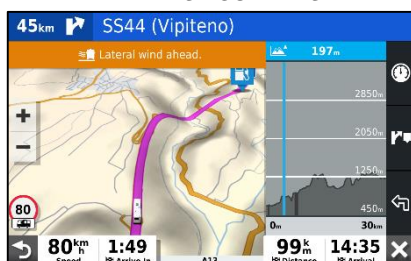 45km SS44 (Vipiteno)
Lateral wind ahead.
197m
2850m
2050m
1250m
450m
0m 30km
+
−
80
80 km h 1:49 A13 99 k m 14:35
Speed Arrive In Distance Arrival